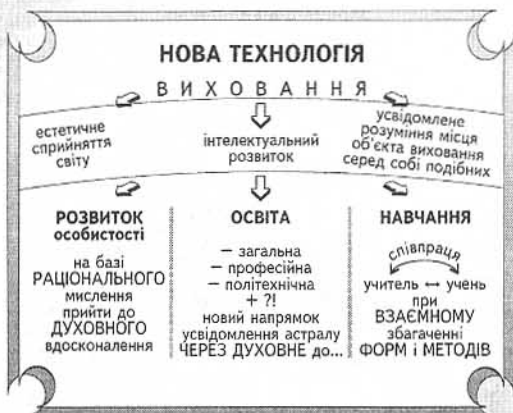 НОВА ТЕХНОЛОГІЯ
ВИХОВАННЯ
естетичне
сприйняття
світу
інтелектуальний
розвиток
усвідомлене
розуміння місця
об'єкта виховання
серед собі подібних
РОЗВИТОК
особистості
на базі
РАЦІОНАЛЬНОГО
мислення
прийти до
ДУХОВНОГО
вдосконалення
ОСВІТА
– загальна
– професійна
– політехнічна
+ ?!
новий напрямок
усвідомлення астралу
ЧЕРЕЗ ДУХОВНЕ до...
НАВЧАННЯ
співпраця
учитель ↔ учень
при
ВЗАЄМНОМУ
збагаченні
ФОРМ і МЕТОДІВ